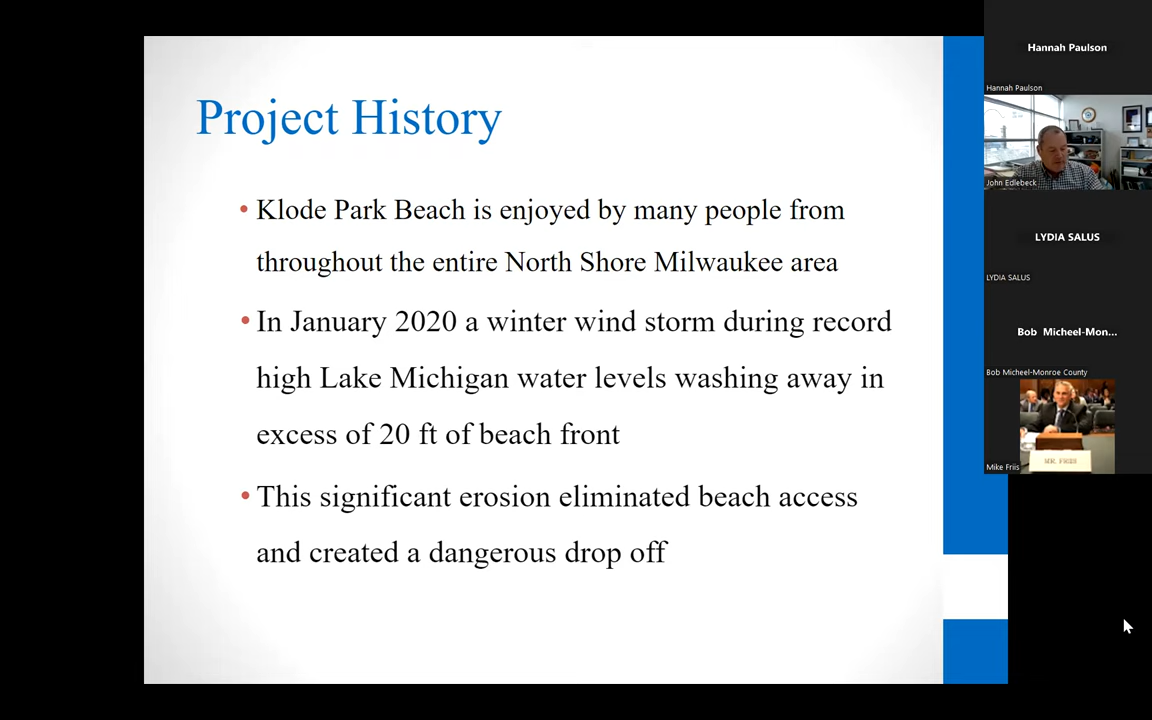 Project History
• Klode Park Beach is enjoyed by many people from
throughout the entire North Shore Milwaukee area
• In January 2020 a winter wind storm during record
high Lake Michigan water levels washing away in
excess of 20 ft of beach front
• This significant erosion eliminated beach access
and created a dangerous drop off
Hannah Paulson
Hannah Paulson
John Edlebeck
LYDIA SALUS
LYDIA SALUS
Bob Micheel-Mon...
Bob Micheel-Monroe County
MR. FRIIS
Mike Friis